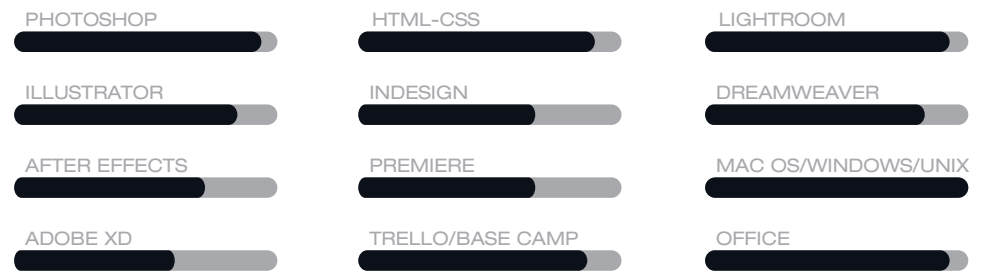 PHOTOSHOP
HTML-CSS
LIGHTROOM
ILLUSTRATOR
INDESIGN
DREAMWEAVER
AFTER EFFECTS
PREMIERE
MAC OS/WINDOWS/UNIX
ADOBE XD
TRELLO/BASE CAMP
OFFICE